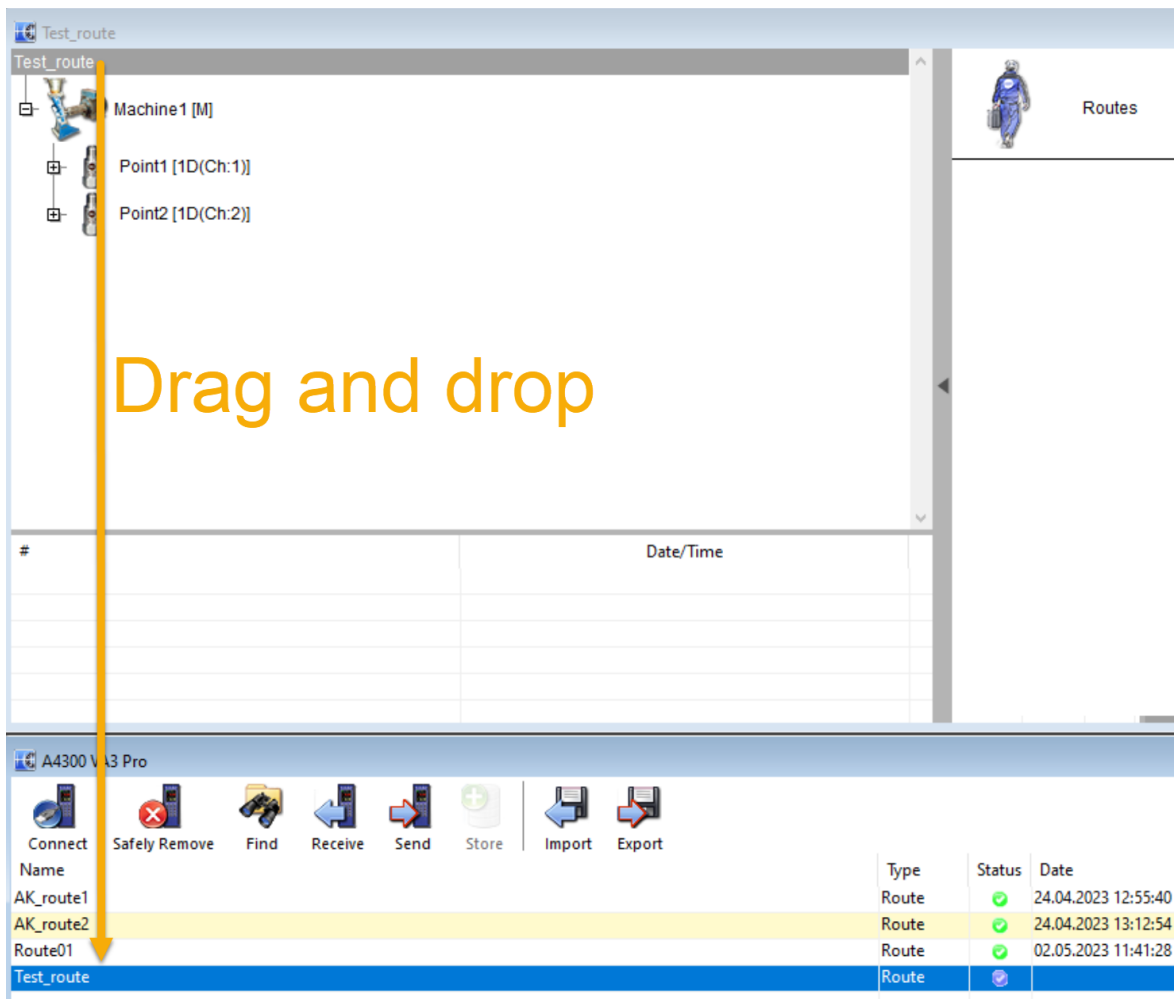 Test_route
Test_route
Machine1 [M]
Routes
Point1 [1D(Ch:1)]
Point2 [1D(Ch:2)]
Drag and drop
# Date/Time
A4300 VA3 Pro
Connect Safely Remove Find Receive Send Store Import Export
Name Type Status Date
AK_route1 Route 24.04.2023 12:55:40
AK_route2 Route 24.04.2023 13:12:54
Route01 Route 02.05.2023 11:41:28
Test_route Route